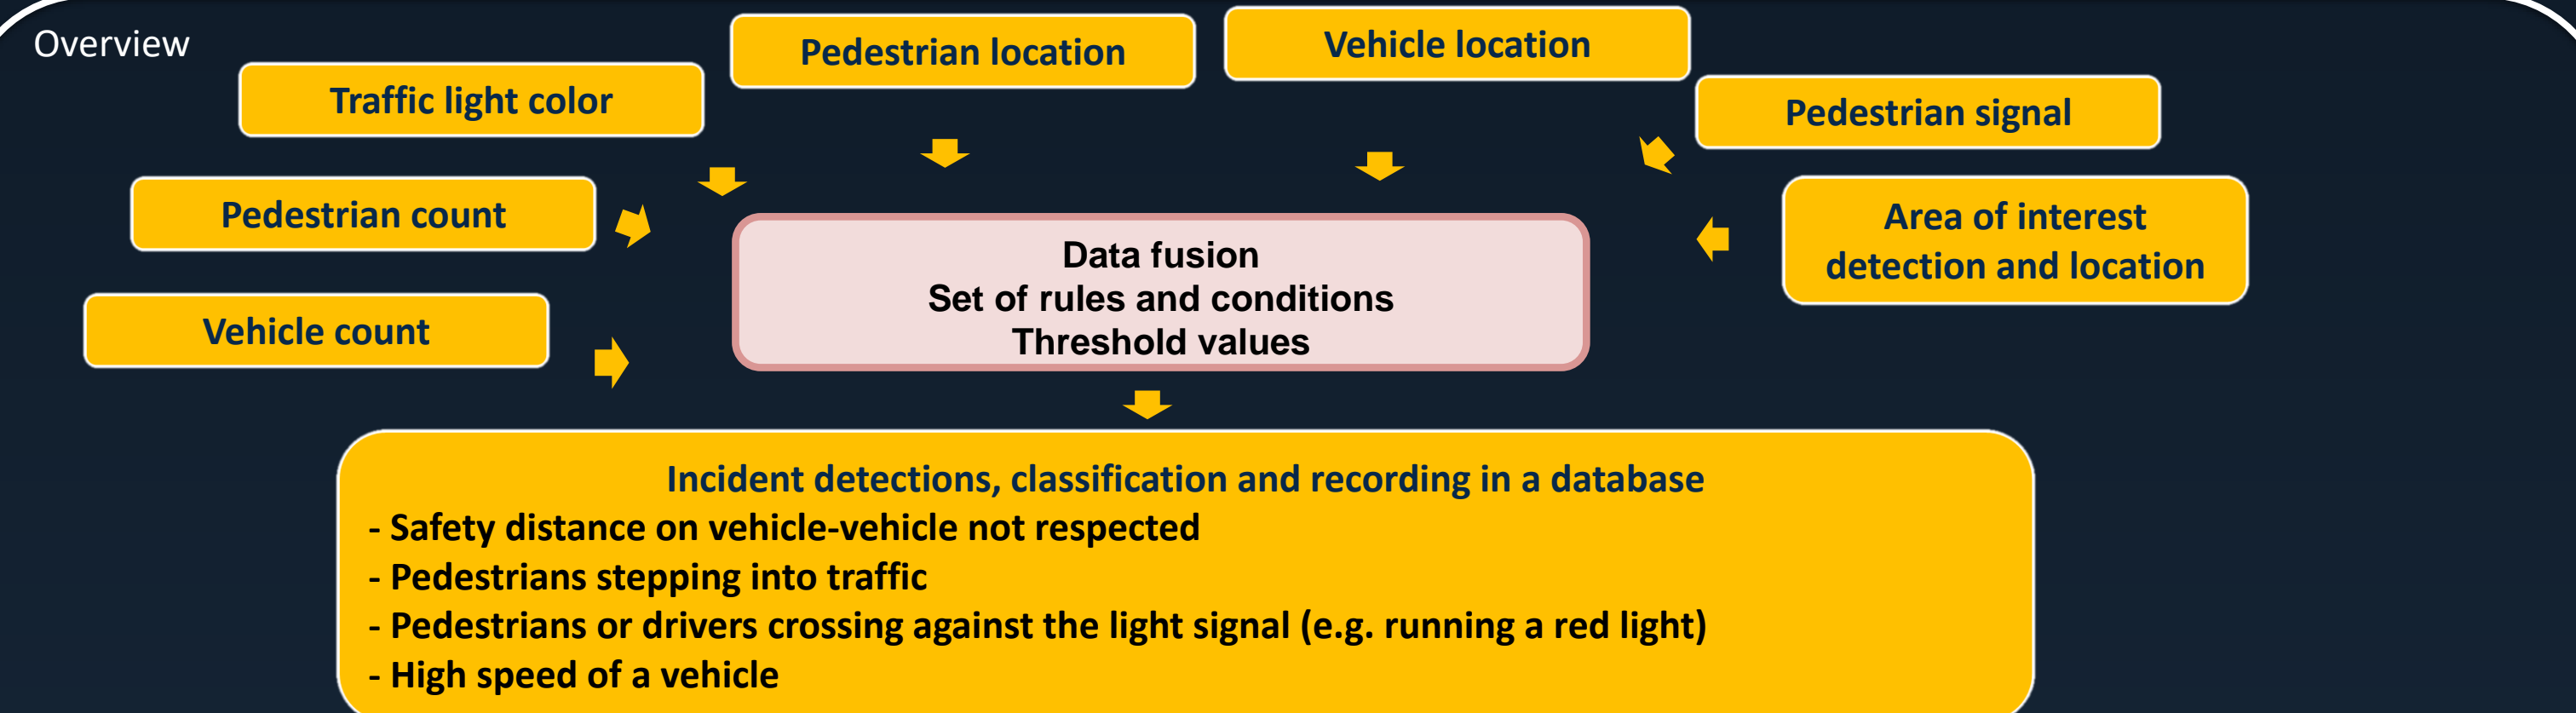 Overview
Pedestrian location
Vehicle location
Traffic light color
Pedestrian signal
Pedestrian count
Area of interest
detection and location
Vehicle count
Data fusion
Set of rules and conditions
Threshold values
Incident detections, classification and recording in a database
- Safety distance on vehicle-vehicle not respected
- Pedestrians stepping into traffic
- Pedestrians or drivers crossing against the light signal (e.g. running a red light)
- High speed of a vehicle